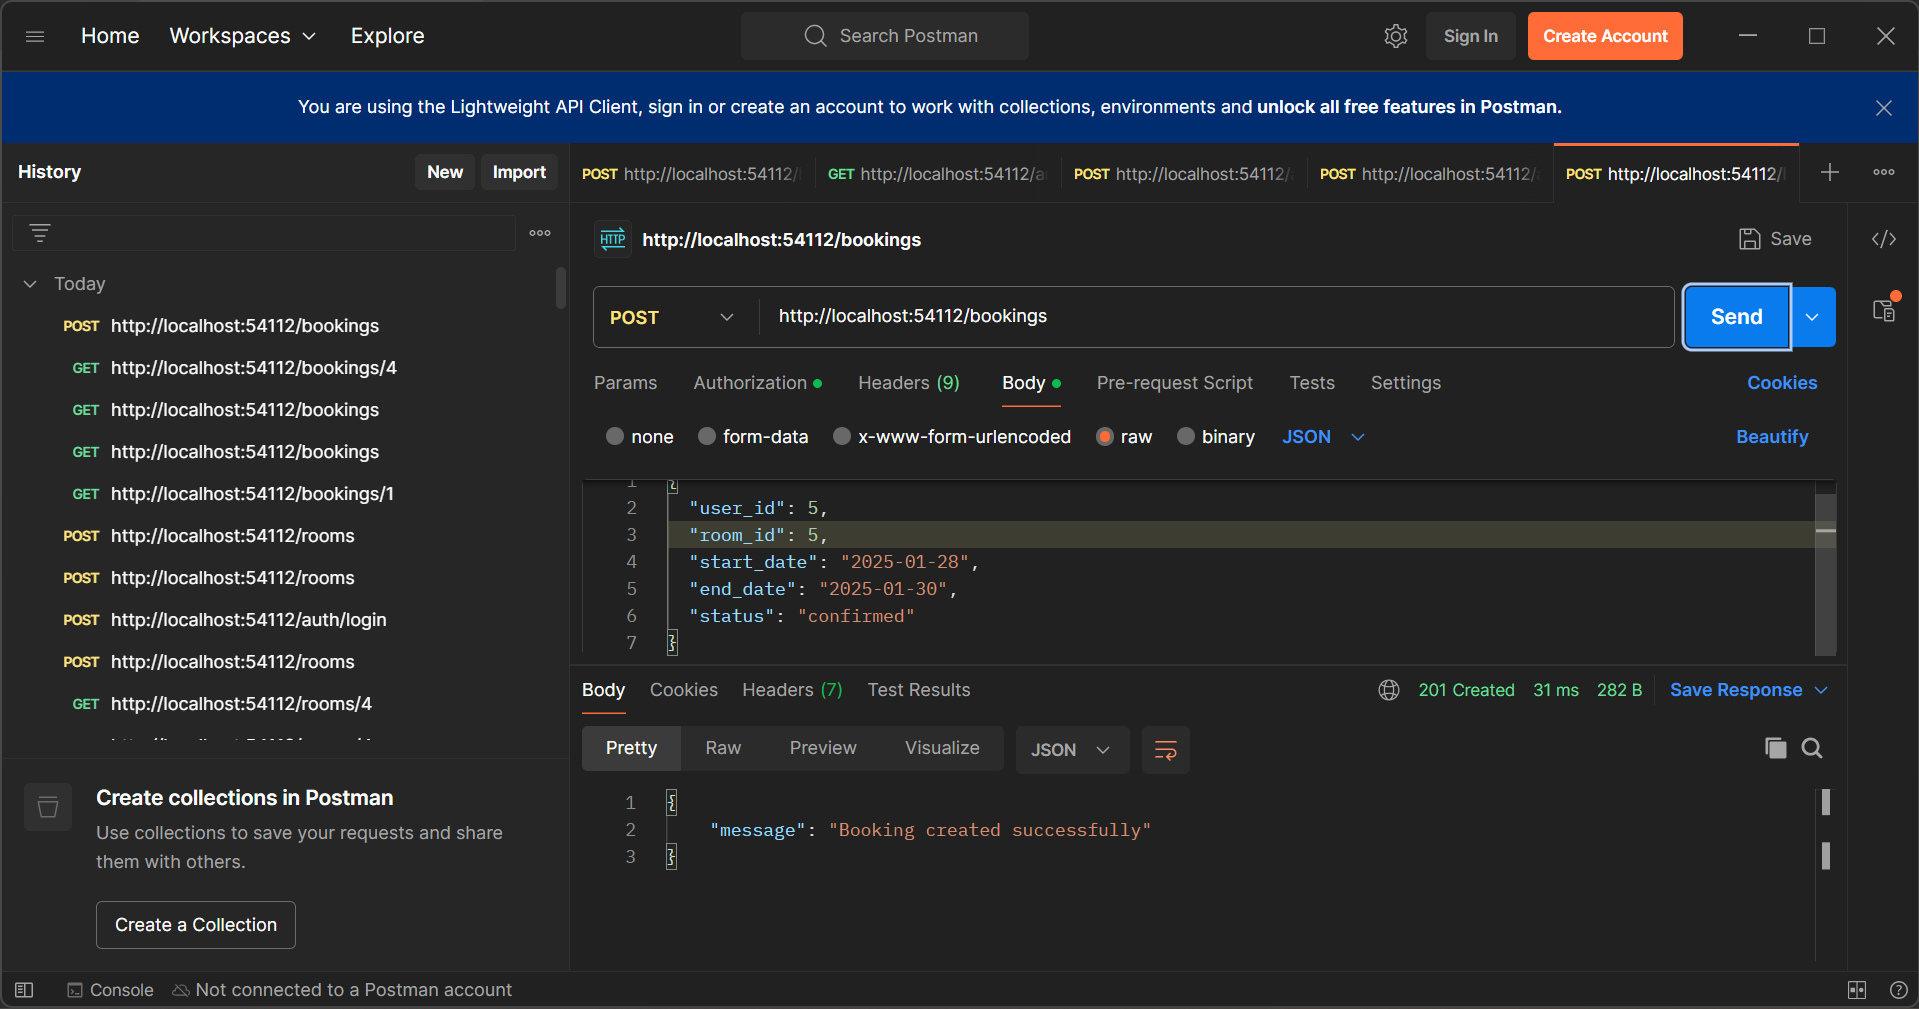 Home Workspaces Explore Search Postman Sign In Create Account
You are using the Lightweight API Client, sign in or create an account to work with collections, environments and unlock all free features in Postman.
History New Import
POST http://localhost:54112/ GET http://localhost:54112/a POST http://localhost:54112/ POST http://localhost:54112/ POST http://localhost:54112/
Today
POST http://localhost:54112/bookings
GET http://localhost:54112/bookings/4
GET http://localhost:54112/bookings
GET http://localhost:54112/bookings
GET http://localhost:54112/bookings/1
POST http://localhost:54112/rooms
POST http://localhost:54112/rooms
POST http://localhost:54112/auth/login
POST http://localhost:54112/rooms
GET http://localhost:54112/rooms/4
Create collections in Postman
Use collections to save your requests and share
them with others.
Create a Collection
HTTP http://localhost:54112/bookings Save
POST http://localhost:54112/bookings Send
Params Authorization Headers (9) Body Pre-request Script Tests Settings Cookies
none form-data x-www-form-urlencoded raw binary JSON Beautify
1 {
2 "user_id": 5,
3 "room_id": 5,
4 "start_date": "2025-01-28",
5 "end_date": "2025-01-30",
6 "status": "confirmed"
7 }
Body Cookies Headers (7) Test Results 201 Created 31 ms 282 B Save Response
Pretty Raw Preview Visualize JSON
1 {
2 "message": "Booking created successfully"
3 }
Console Not connected to a Postman account